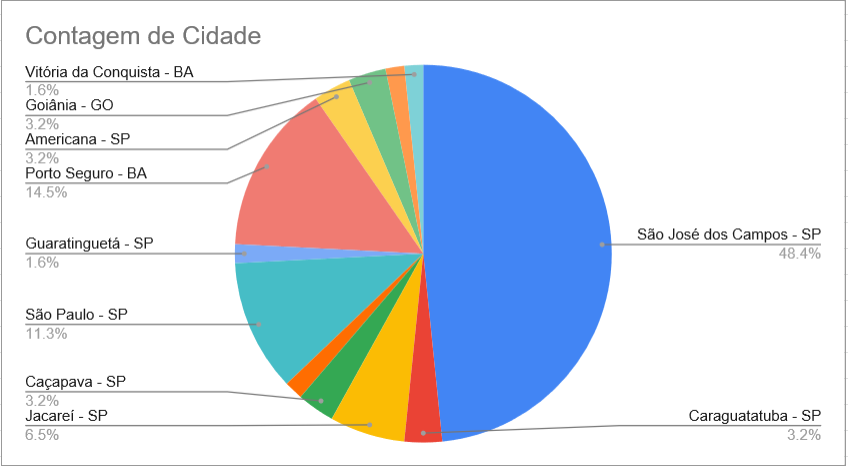 Contagem de Cidade
Vitória da Conquista - BA
1.6%
Goiânia - GO
3.2%
Americana - SP
3.2%
Porto Seguro - BA
14.5%
Guaratinguetá - SP
1.6%
São Paulo - SP
11.3%
Caçapava - SP
3.2%
Jacareí - SP
6.5%
São José dos Campos - SP
48.4%
Caraguatatuba - SP
3.2%